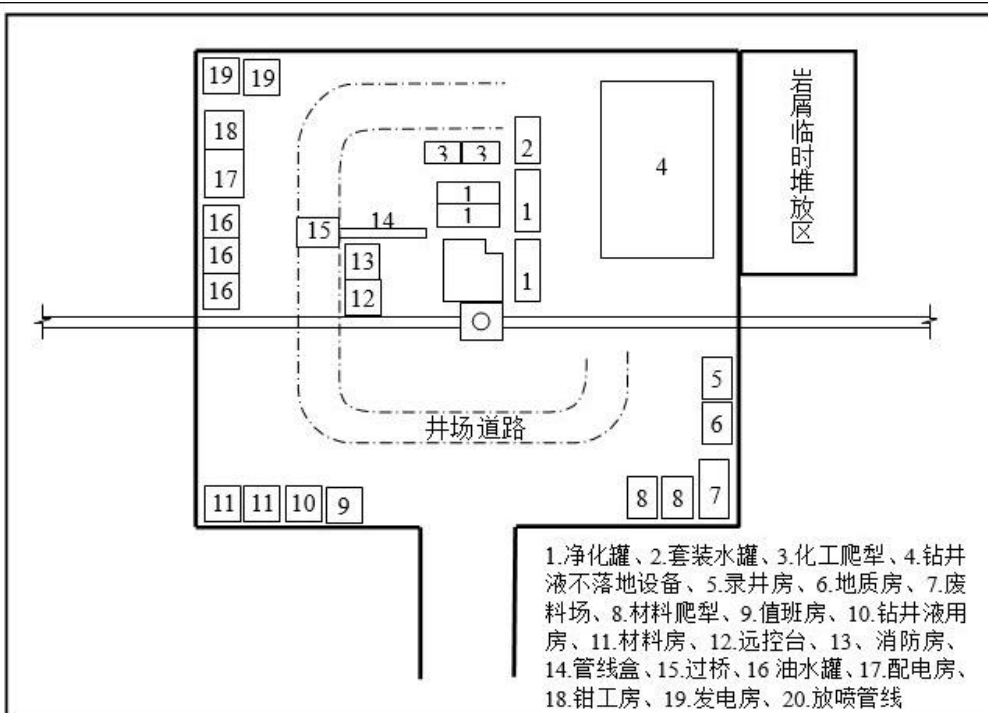 19 19
18
17
16
16
16
15
14
13
12
3 3
2
1
1
1
1
4
岩屑临时堆放区
5
6
7
8 8
井场道路
11 11 10 9
1.净化罐、2.套装水罐、3.化工爬犁、4.钻井
液不落地设备、5.录井房、6.地质房、7.废
料场、8.材料爬犁、9.值班房、10.钻井液用
房、11.材料房、12.远控台、13、消防房、
14.管线盒、15.过桥、16 油水罐、17.配电房、
18.钳工房、19.发电房、20.放喷管线